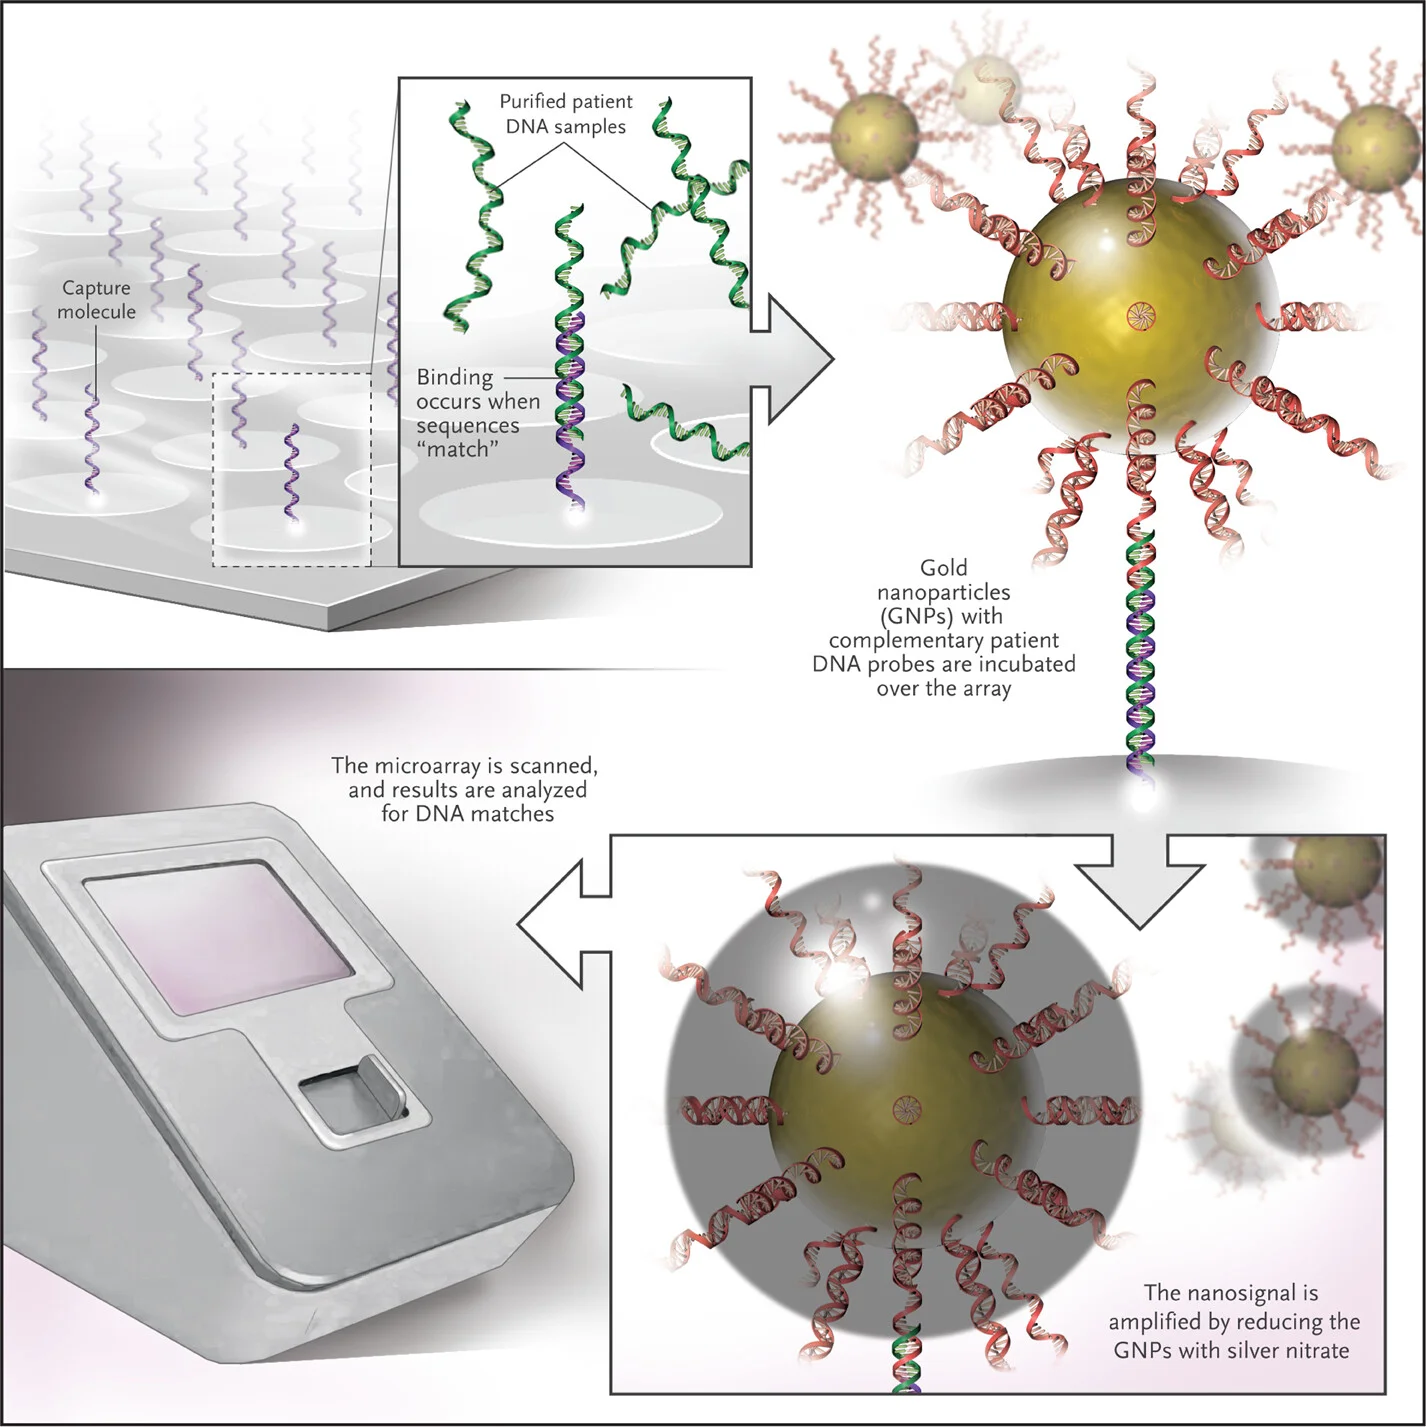 Purified patient
DNA samples
Capture
molecule
Binding
occurs when
sequences
“match”
Gold
nanoparticles
(GNPs) with
complementary patient
DNA probes are incubated
over the array
The nanosignal is
amplified by reducing the
GNPs with silver nitrate
The microarray is scanned,
and results are analyzed
for DNA matches